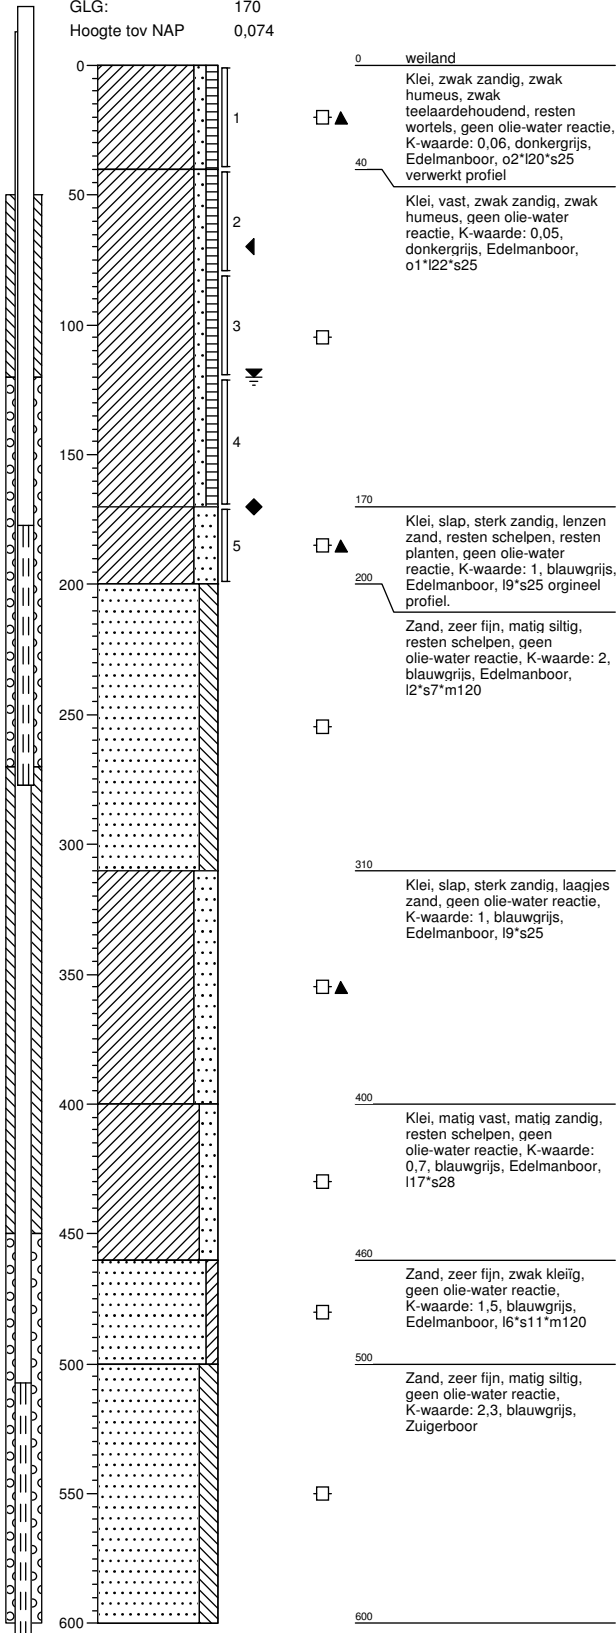 GLG: 170
Hoogte tov NAP 0,074
0
50
100
150
200
250
300
350
400
450
500
550
600
1
2
3
4
5
0 weiland
Klei, zwak zandig, zwak
humeus, zwak
teelaardehoudend, resten
wortels, geen olie-water reactie,
K-waarde: 0,06, donkergrijs,
Edelmanboor, o2*l20*s25
verwerkt profiel
40
Klei, vast, zwak zandig, zwak
humeus, geen olie-water
reactie, K-waarde: 0,05,
donkergrijs, Edelmanboor,
o1*l22*s25
170
Klei, slap, sterk zandig, lenzen
zand, resten schelpen, resten
planten, geen olie-water
reactie, K-waarde: 1, blauwgrijs,
Edelmanboor, l9*s25 orgineel
profiel.
200
Zand, zeer fijn, matig siltig,
resten schelpen, geen
olie-water reactie, K-waarde: 2,
blauwgrijs, Edelmanboor,
l2*s7*m120
310
Klei, slap, sterk zandig, laagjes
zand, geen olie-water reactie,
K-waarde: 1, blauwgrijs,
Edelmanboor, l9*s25
400
Klei, matig vast, matig zandig,
resten schelpen, geen
olie-water reactie, K-waarde:
0,7, blauwgrijs, Edelmanboor,
l17*s28
460
Zand, zeer fijn, zwak kleiïg,
geen olie-water reactie,
K-waarde: 1,5, blauwgrijs,
Edelmanboor, l6*s11*m120
500
Zand, zeer fijn, matig siltig,
geen olie-water reactie,
K-waarde: 2,3, blauwgrijs,
Zuigerboor
600